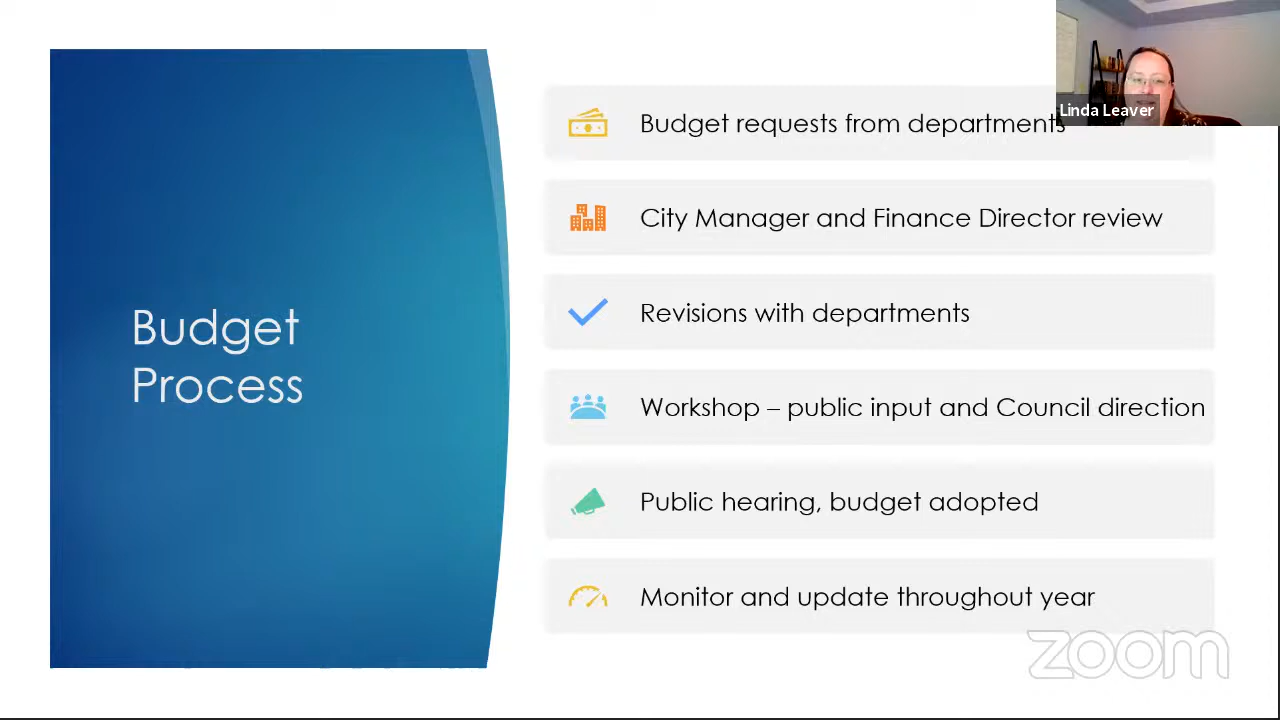 Linda Leaver
Budget requests from departments
City Manager and Finance Director review
Revisions with departments
Budget
Process
Workshop – public input and Council direction
Public hearing, budget adopted
Monitor and update throughout year
zoom